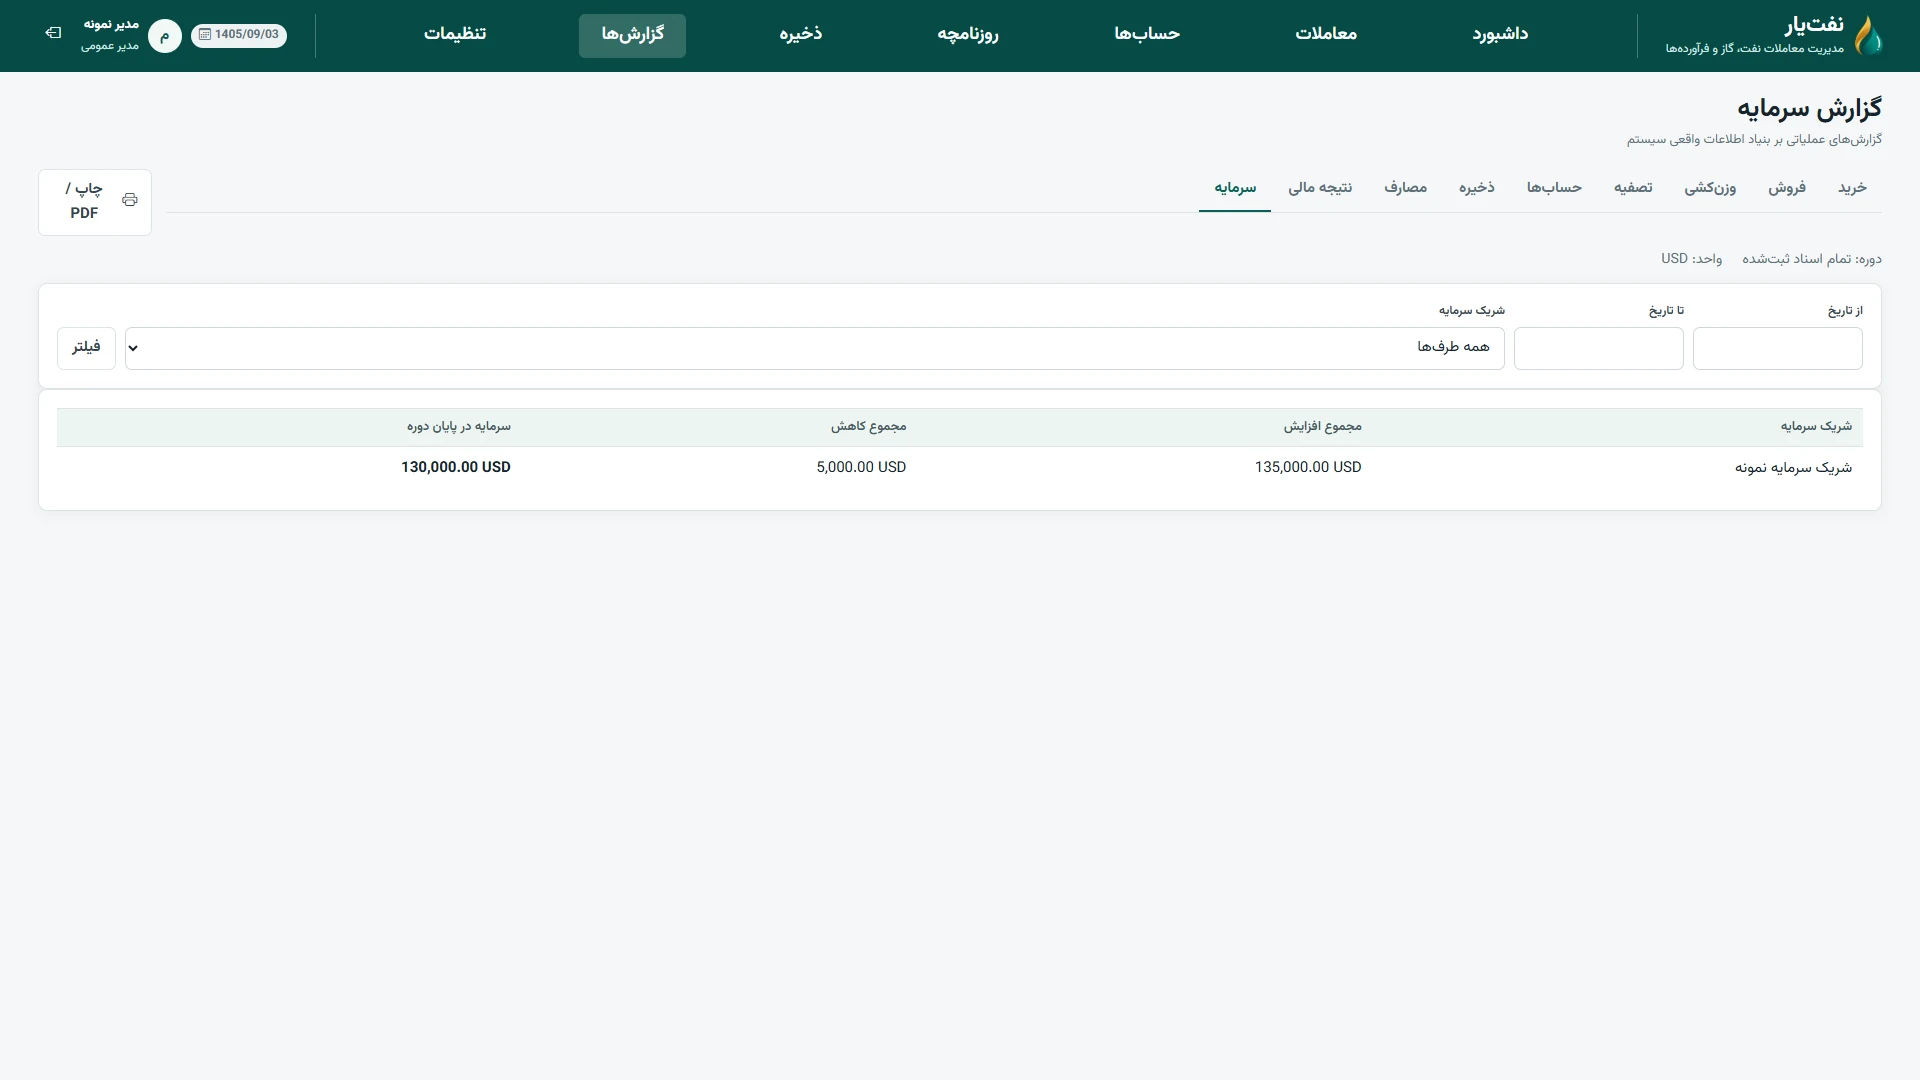 نفت‌یار
مدیریت معاملات نفت، گاز و فرآورده‌ها
داشبورد
معاملات
حساب‌ها
روزنامچه
ذخیره
گزارش‌ها
تنظیمات
1405/09/03
م
مدیر نمونه
مدیر عمومی
گزارش سرمایه
گزارش‌های عملیاتی بر بنیاد اطلاعات واقعی سیستم
خرید
فروش
وزن‌کشی
تصفیه
حساب‌ها
ذخیره
مصارف
نتیجه مالی
سرمایه
چاپ /
PDF
دوره: تمام اسناد ثبت‌شده
واحد: USD
از تاریخ
تا تاریخ
شریک سرمایه
همه طرف‌ها
فیلتر
شریک سرمایه
مجموع افزایش
مجموع کاهش
سرمایه در پایان دوره
شریک سرمایه نمونه
135,000.00 USD
5,000.00 USD
130,000.00 USD